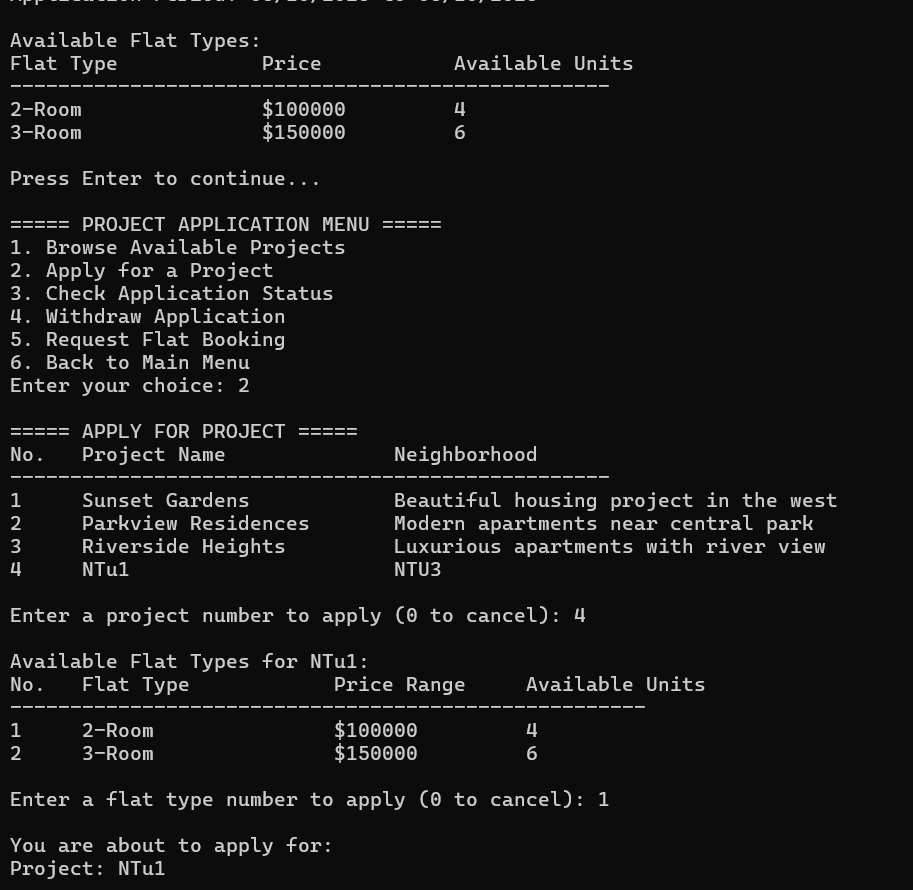 Available Flat Types:
Flat Type Price Available Units
--------------------------------------------------
2-Room $100000 4
3-Room $150000 6
Press Enter to continue...
===== PROJECT APPLICATION MENU =====
1. Browse Available Projects
2. Apply for a Project
3. Check Application Status
4. Withdraw Application
5. Request Flat Booking
6. Back to Main Menu
Enter your choice: 2
===== APPLY FOR PROJECT =====
No. Project Name Neighborhood
--------------------------------------------------
1 Sunset Gardens Beautiful housing project in the west
2 Parkview Residences Modern apartments near central park
3 Riverside Heights Luxurious apartments with river view
4 NTu1 NTU3
Enter a project number to apply (0 to cancel): 4
Available Flat Types for NTu1:
No. Flat Type Price Range Available Units
-----------------------------------------------------
1 2-Room $100000 4
2 3-Room $150000 6
Enter a flat type number to apply (0 to cancel): 1
You are about to apply for:
Project: NTu1